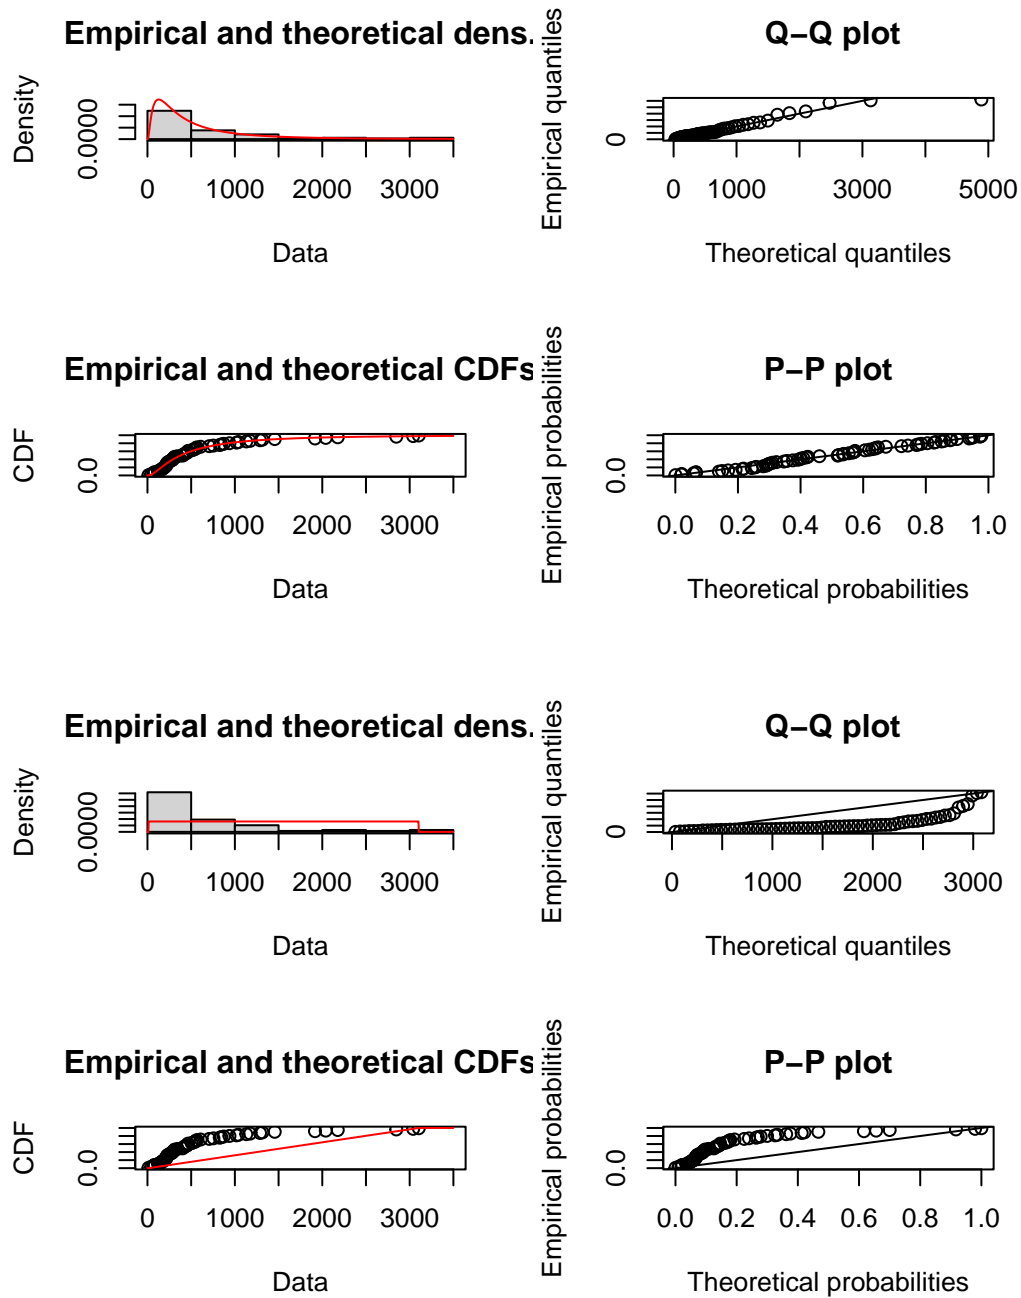 Empirical and theoretical dens.
Density
0.0000
0 1000 2000 3000
Data
Q−Q plot
Empirical quantiles
0
0 1000 3000 5000
Theoretical quantiles
Empirical and theoretical CDFs
CDF
0.0
0 1000 2000 3000
Data
P−P plot
Empirical probabilities
0.0
0.0 0.2 0.4 0.6 0.8 1.0
Theoretical probabilities
Empirical and theoretical dens.
Density
0.0000
0 1000 2000 3000
Data
Q−Q plot
Empirical quantiles
0
0 1000 2000 3000
Theoretical quantiles
Empirical and theoretical CDFs
CDF
0.0
0 1000 2000 3000
Data
P−P plot
Empirical probabilities
0.0
0.0 0.2 0.4 0.6 0.8 1.0
Theoretical probabilities